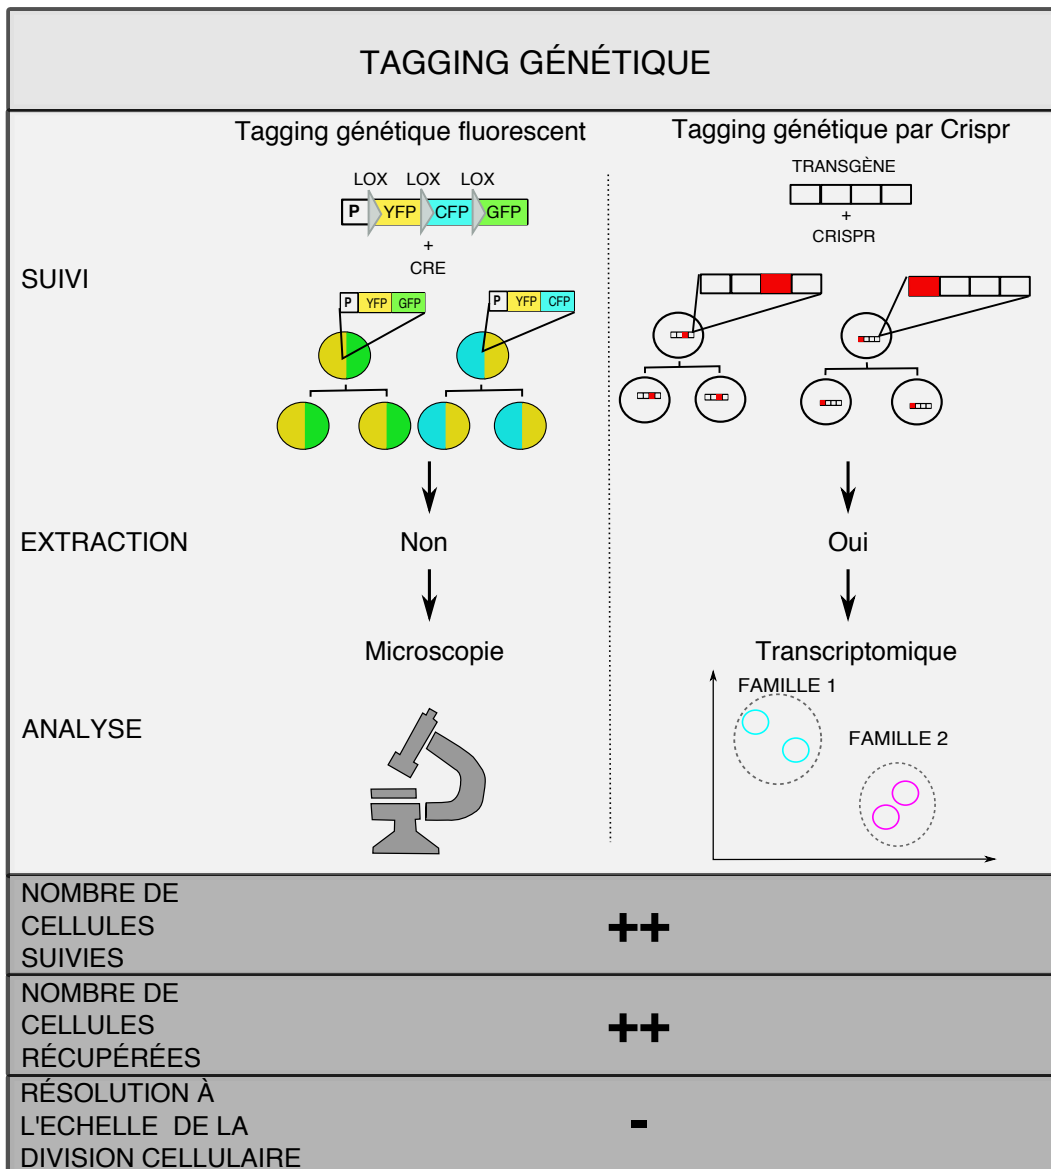 TAGGING GÉNÉTIQUE
Tagging génétique fluorescent
Tagging génétique par Crispr
LOX LOX LOX
P YFP CFP GFP
+
CRE
TRANSGÈNE
+
CRISPR
SUIVI
P YFP GFP
P YFP CFP
EXTRACTION
Non
Oui
Microscopie
Transcriptomique
ANALYSE
FAMILLE 1
FAMILLE 2
NOMBRE DE
CELLULES
SUIVIES
++
NOMBRE DE
CELLULES
RÉCUPÉRÉES
++
RÉSOLUTION À
L'ECHELLE DE LA
DIVISION CELLULAIRE
-